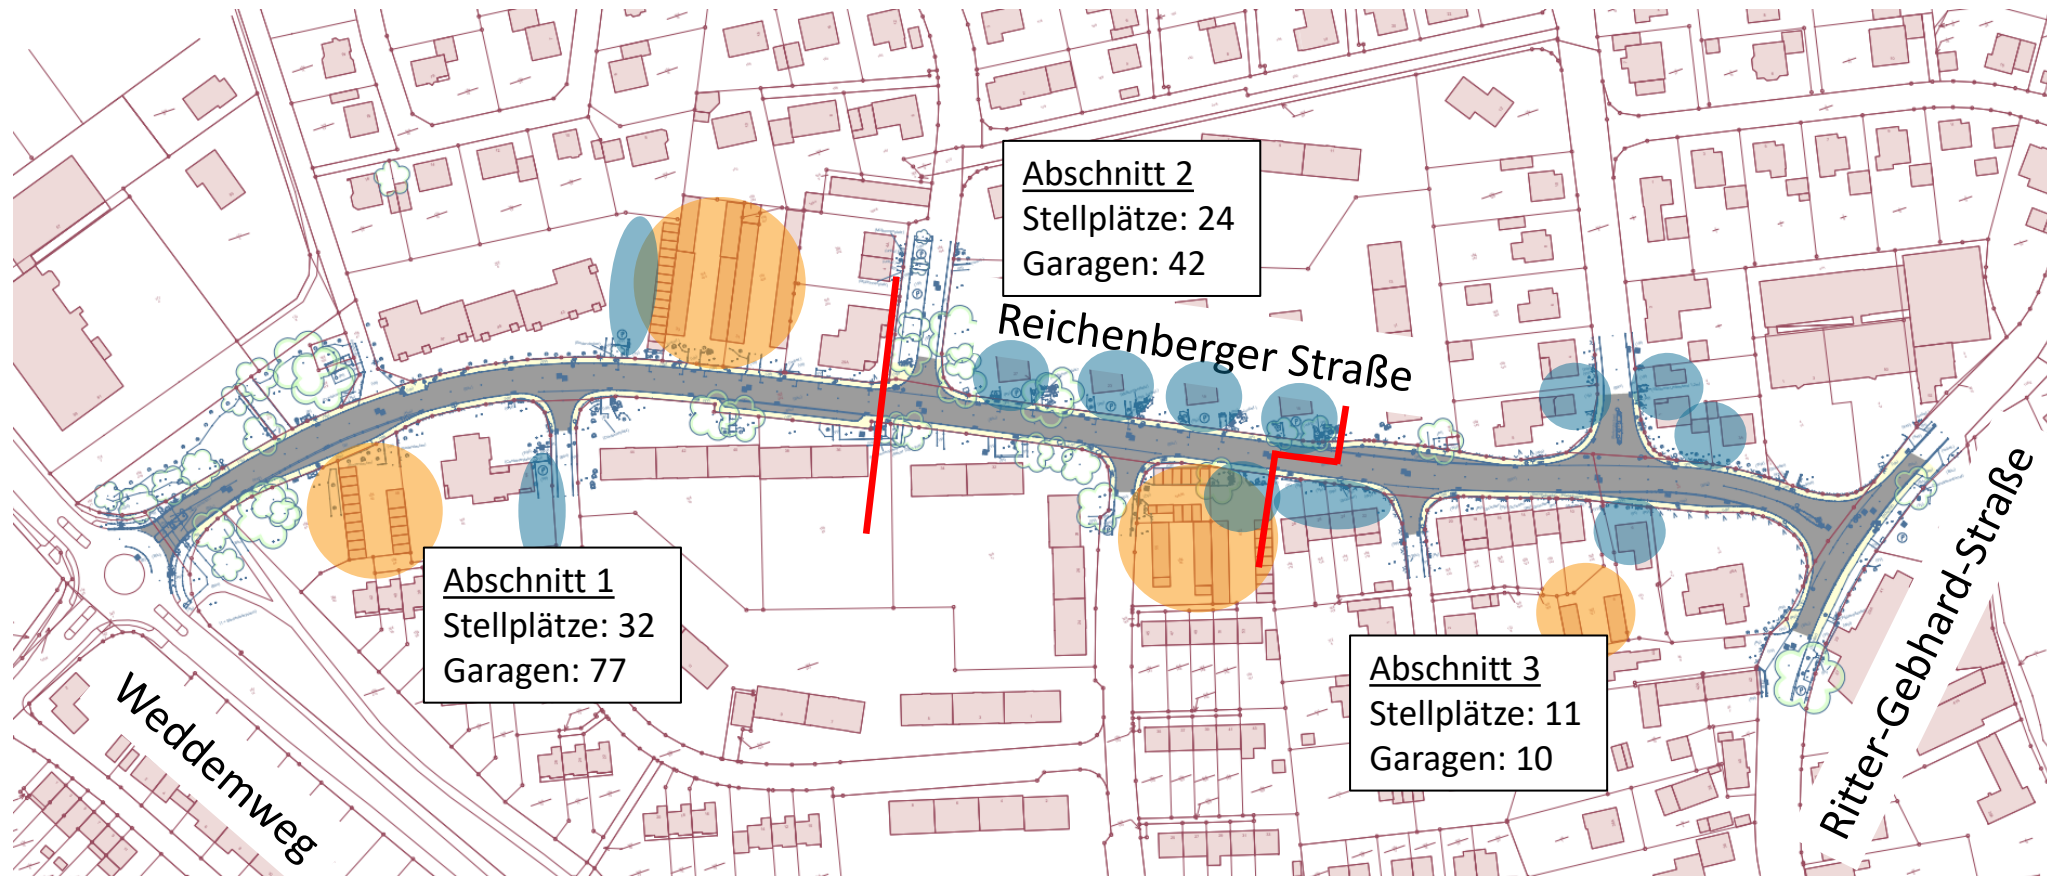 Abschnitt 2
Stellplätze: 24
Garagen: 42
Reichenberger Straße
Abschnitt 1
Stellplätze: 32
Garagen: 77
Abschnitt 3
Stellplätze: 11
Garagen: 10
Weddemweg
Ritter-Gebhard-Straße